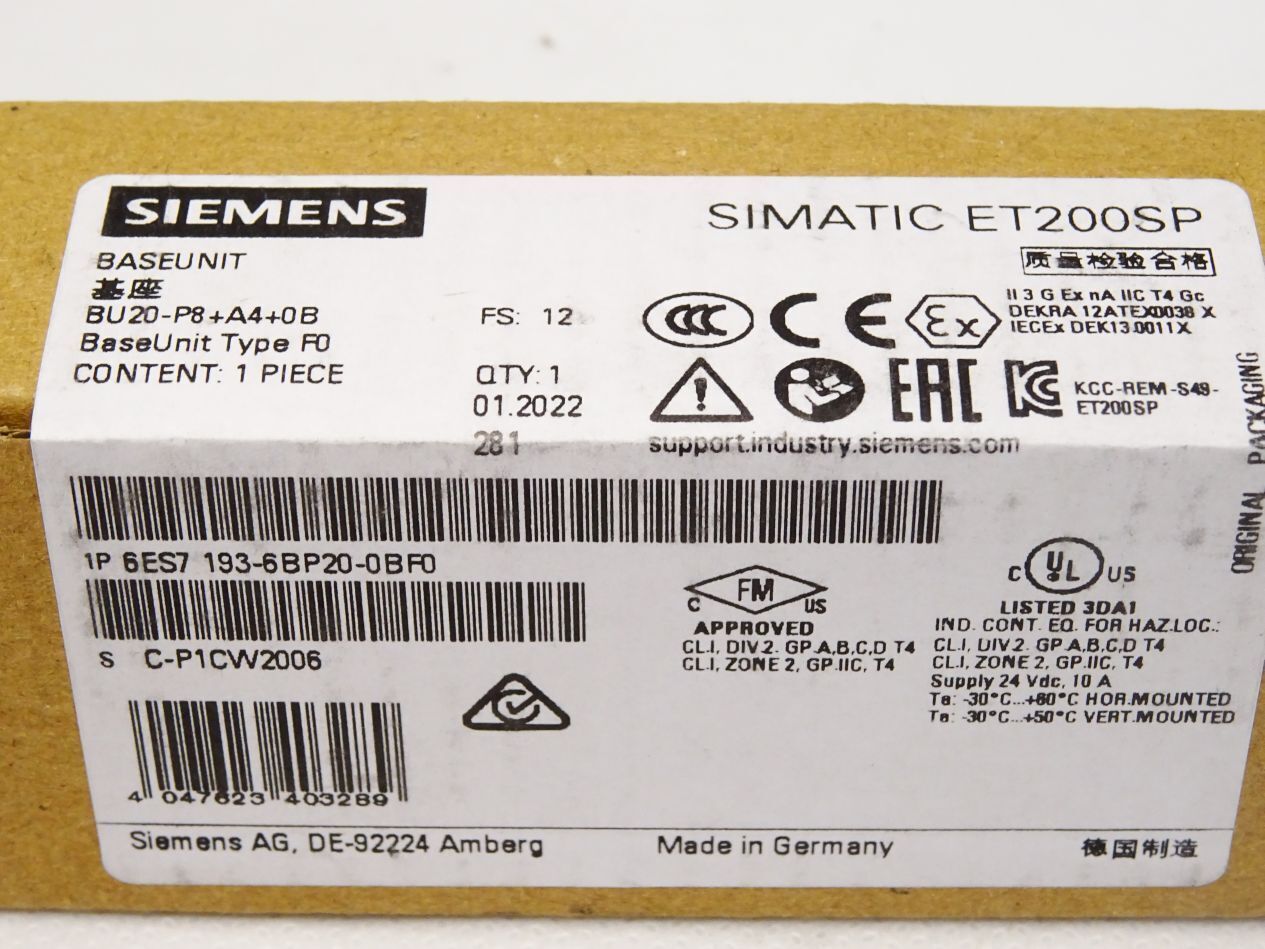 SIEMENS
SIMATIC ET200SP
BASEUNIT
基座
BU20-P8+A4+0B
BaseUnit Type F0
CONTENT: 1 PIECE
FS: 12
QTY: 1
01.2022
281
质量检验合格
CCC CE Ex
II 3 G Ex nA IIC T4 Gc
DEKRA 12ATEX0038 X
IECEx DEK13.0011X
EAC
KCC-REM-S49-
ET200SP
support.industry.siemens.com
ORIGINAL PACKAGING
1P 6ES7 193-6BP20-0BF0
S C-P1CW2006
4 047623 403289
C FM US
APPROVED
CL.I, DIV.2. GP.A,B,C,D T4
CL.I, ZONE 2, GP.IIC, T4
C UL US
LISTED 3DA1
IND. CONT. EQ. FOR HAZ.LOC.:
CL.I, DIV.2. GP.A,B,C,D T4
CL.I, ZONE 2, GP.IIC, T4
Supply 24 Vdc, 10 A
Ta: -30°C...+60°C HOR.MOUNTED
Ta: -30°C...+50°C VERT.MOUNTED
Siemens AG, DE-92224 Amberg
Made in Germany
德国制造